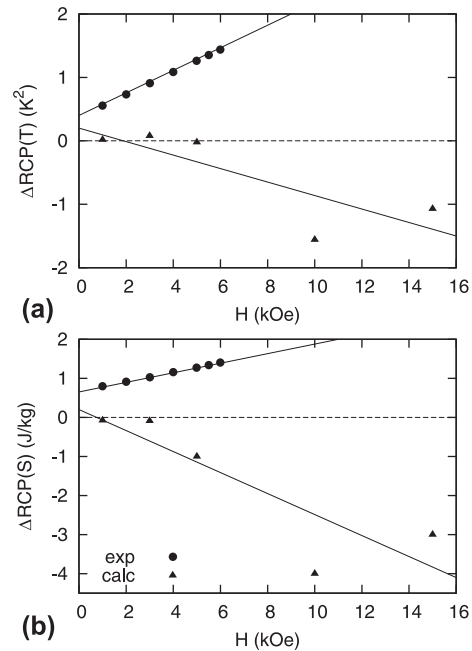 2
1
0
-1
-2
ΔRCP(T) (K²)
0 2 4 6 8 10 12 14 16
H (kOe)
(a)
2
1
0
-1
-2
-3
-4
ΔRCP(S) (J/kg)
exp
calc
0 2 4 6 8 10 12 14 16
H (kOe)
(b)